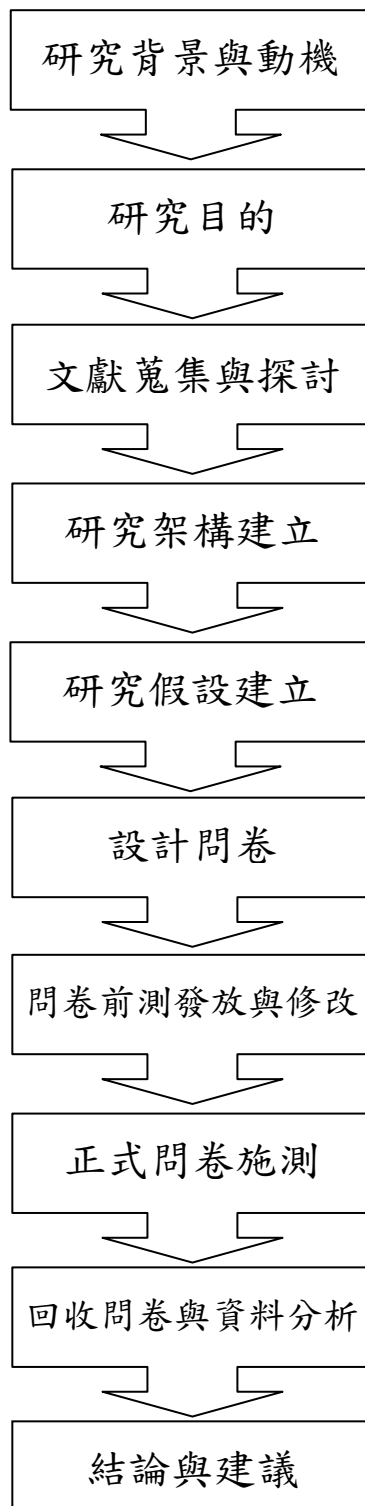 研究背景與動機
研究目的
文獻蒐集與探討
研究架構建立
研究假設建立
設計問卷
問卷前測發放與修改
正式問卷施測
回收問卷與資料分析
結論與建議